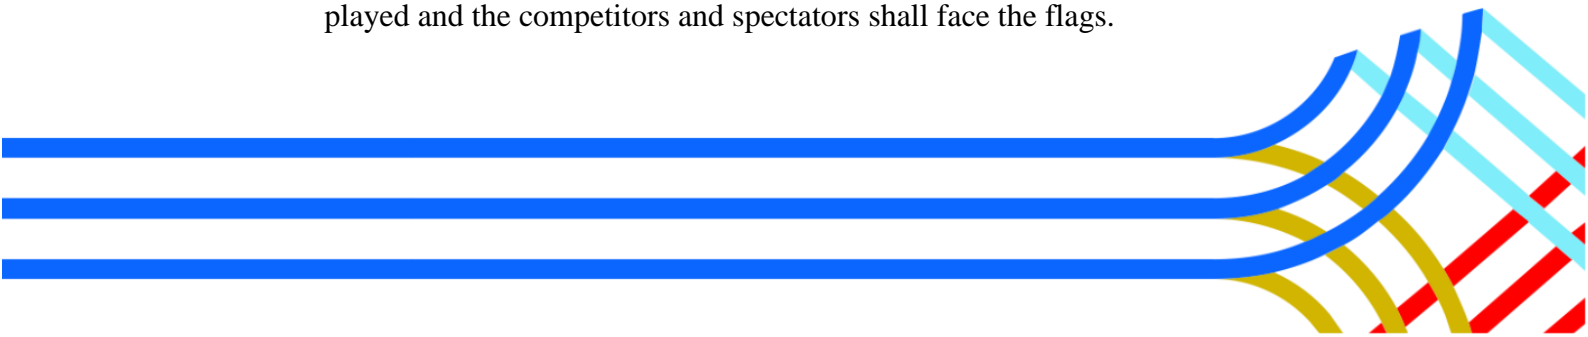 played and the competitors and spectators shall face the flags.